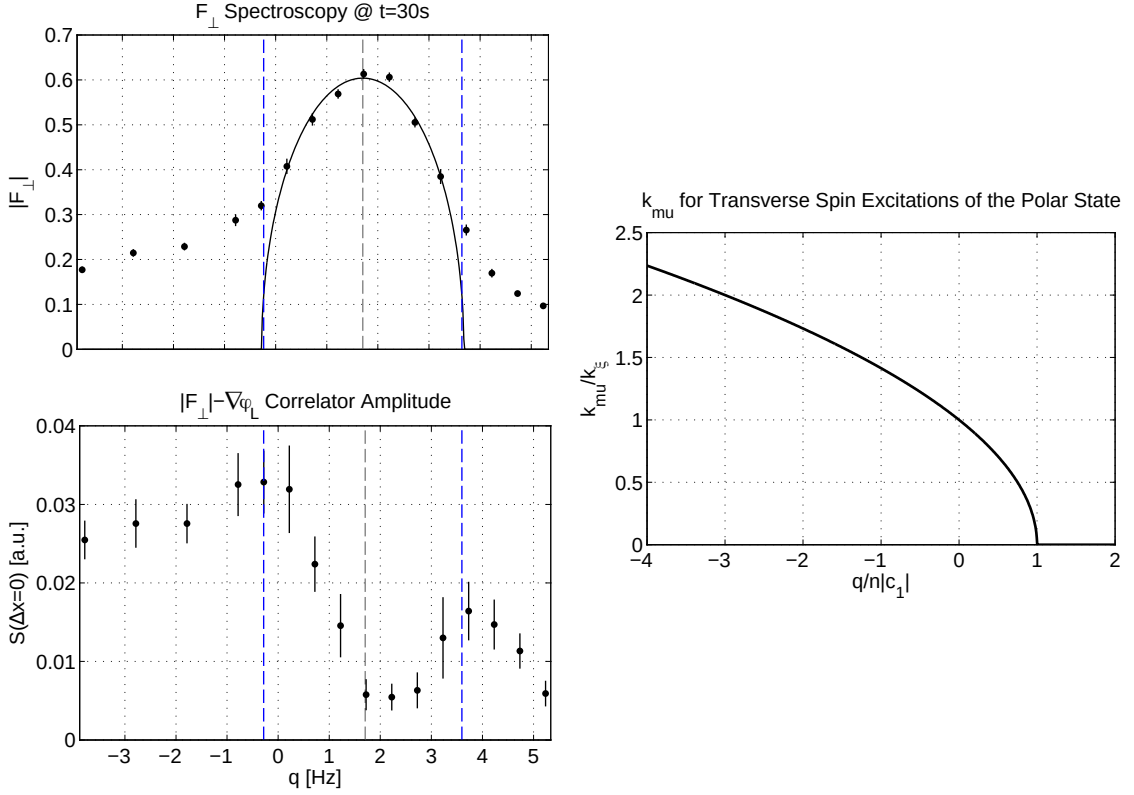 F⊥ Spectroscopy @ t=30s
|F⊥|
0.7
0.6
0.5
0.4
0.3
0.2
0.1
0
|F⊥|−∇φL Correlator Amplitude
S(Δx=0) [a.u.]
0.04
0.03
0.02
0.01
0
−3 −2 −1 0 1 2 3 4 5
q [Hz]
kmu for Transverse Spin Excitations of the Polar State
kmu/kξ
2.5
2
1.5
1
0.5
0
−4 −3 −2 −1 0 1 2
q/n|c1|